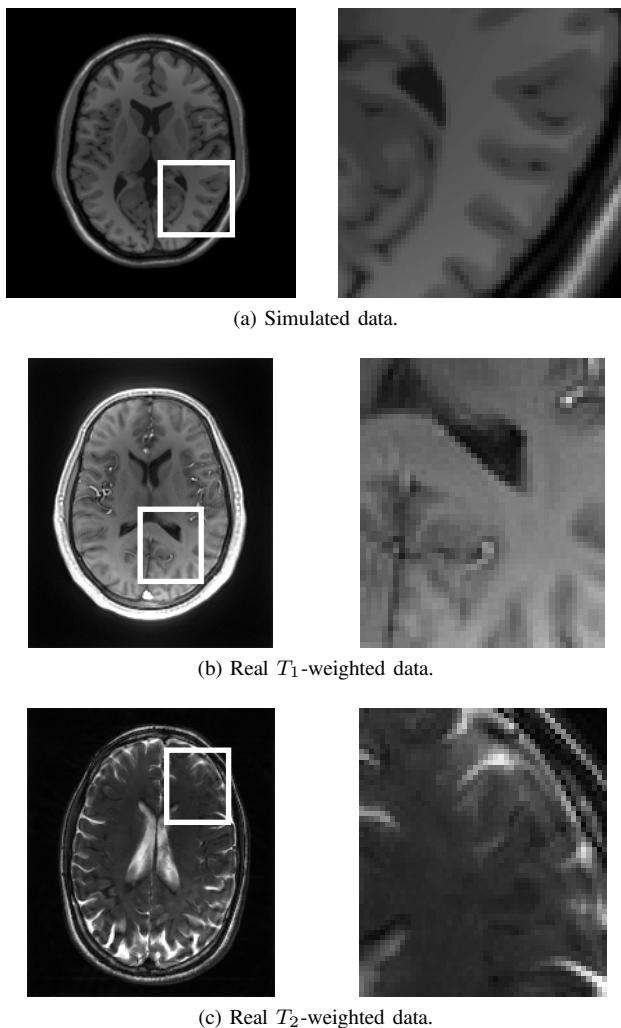 (a) Simulated data.
(b) Real T₁-weighted data.
(c) Real T₂-weighted data.